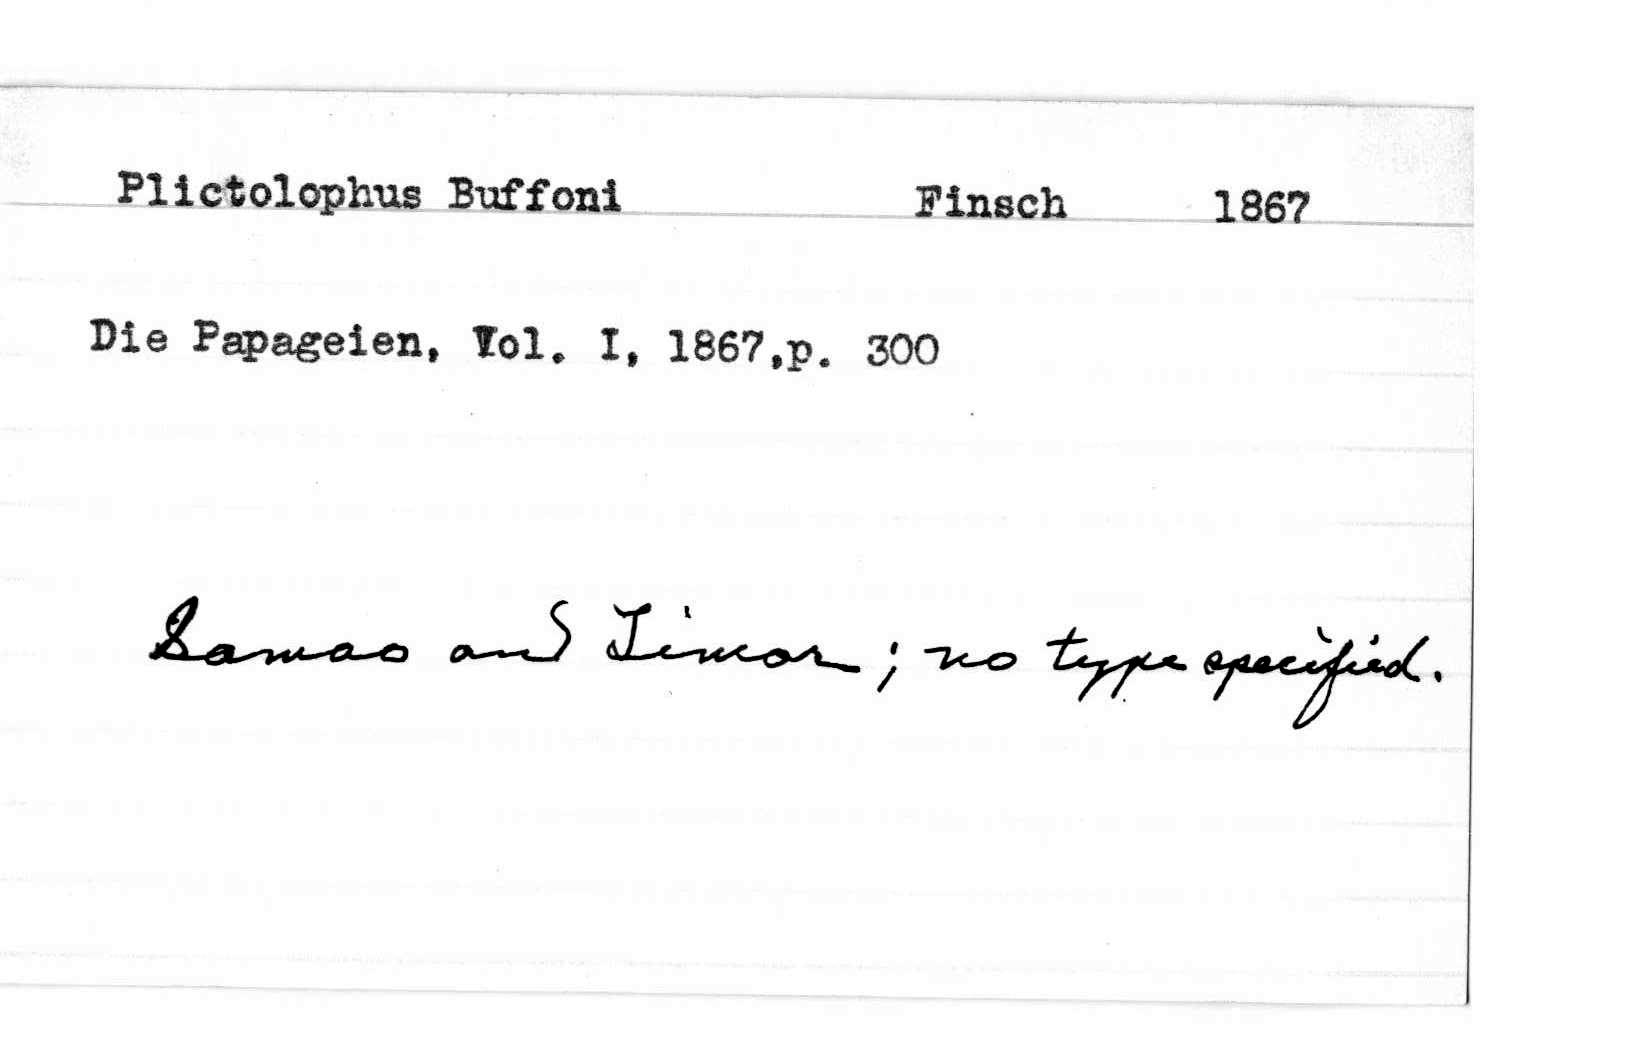 Plictolophus Buffoni Finsch 1867
Die Papageien, Vol. I, 1867,p. 300
Samao and Timor; no type specified.